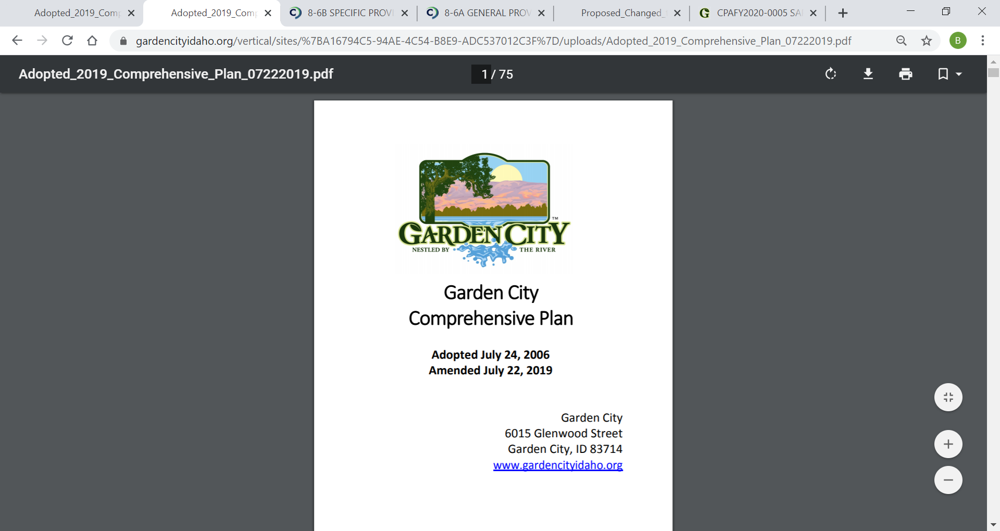 Adopted_2019_Comp
Adopted_2019_Comp
8-6B SPECIFIC PROVI
8-6A GENERAL PROV
Proposed_Changed_
CPAFY2020-0005 SA
gardencityidaho.org/vertical/sites/%7BA16794C5-94AE-4C54-B8E9-ADC537012C3F%7D/uploads/Adopted_2019_Comprehensive_Plan_07222019.pdf
B
Adopted_2019_Comprehensive_Plan_07222019.pdf
1 / 75
GARDEN CITY™
NESTLED BY THE RIVER
Garden City
Comprehensive Plan
Adopted July 24, 2006
Amended July 22, 2019
Garden City
6015 Glenwood Street
Garden City, ID 83714
www.gardencityidaho.org